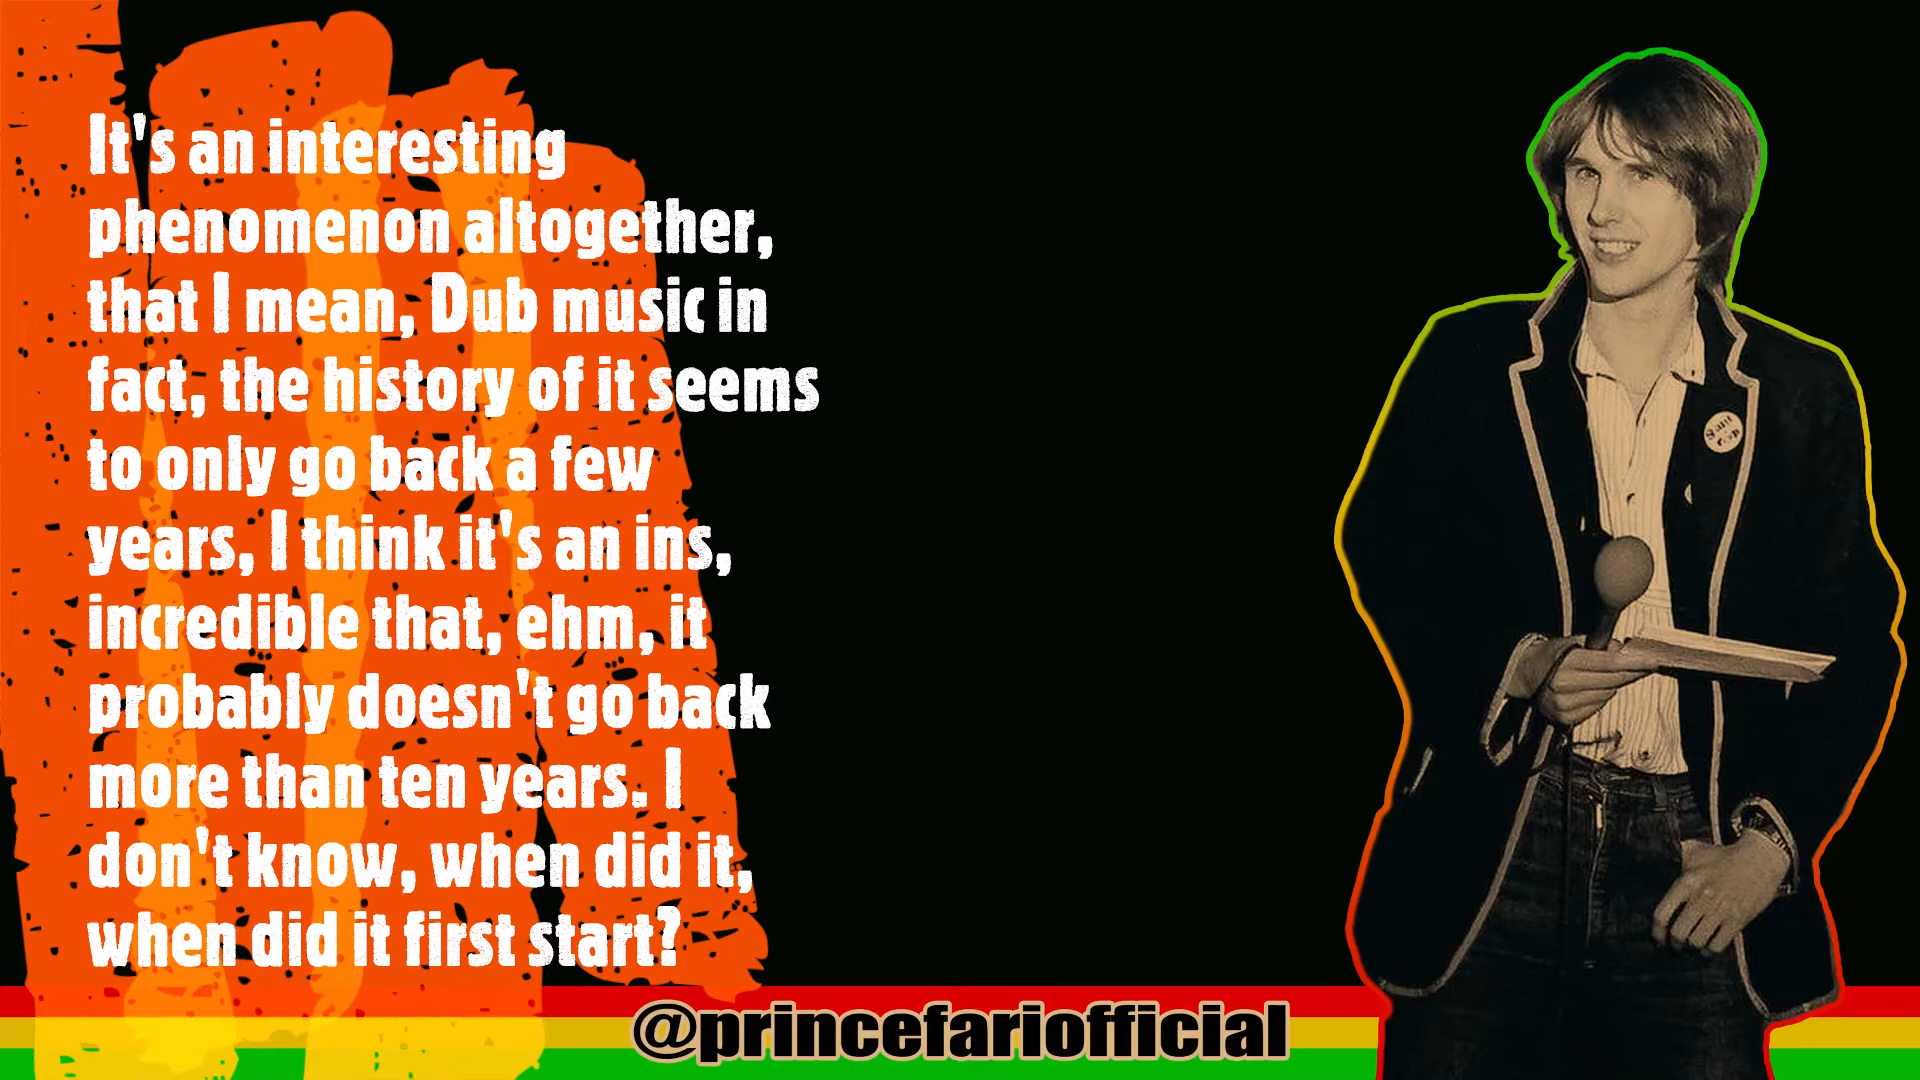 It's an interesting
phenomenon altogether,
that I mean, Dub music in
fact, the history of it seems
to only go back a few
years, I think it's an ins,
incredible that, ehm, it
probably doesn't go back
more than ten years. I
don't know, when did it,
when did it first start?
@princefariofficial